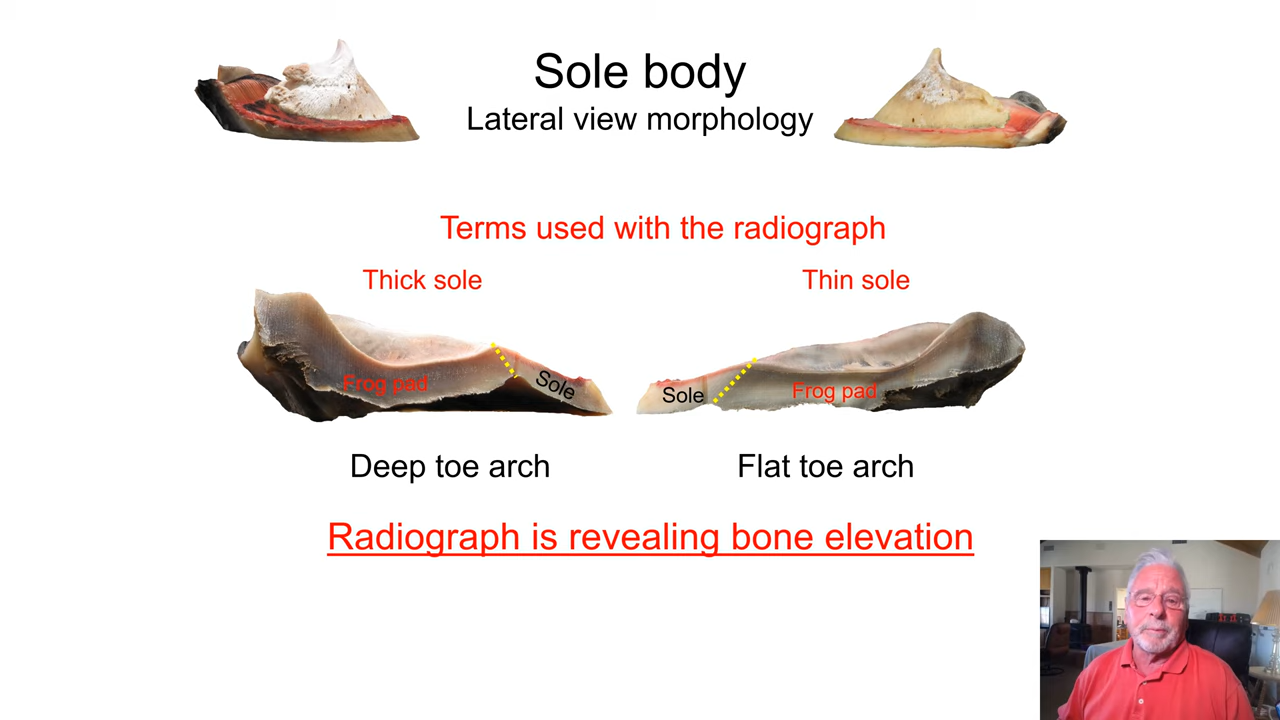 Sole body
Lateral view morphology
Terms used with the radiograph
Thick sole
Thin sole
Frog pad
Sole
Sole
Frog pad
Deep toe arch
Flat toe arch
Radiograph is revealing bone elevation